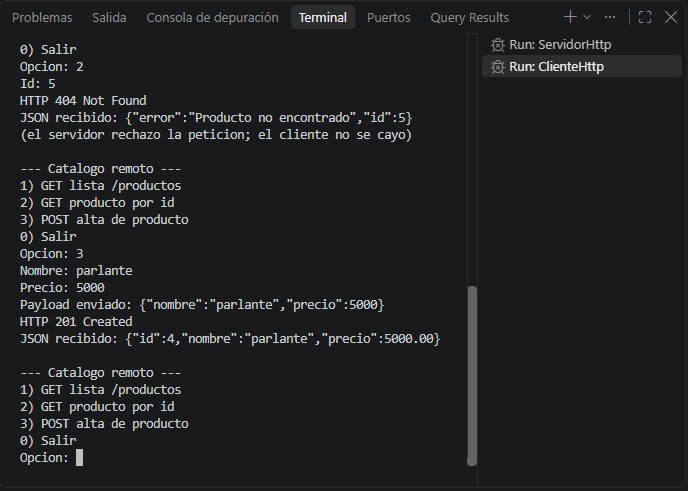 Problemas Salida Consola de depuración Terminal Puertos Query Results
0) Salir
Opcion: 2
Id: 5
HTTP 404 Not Found
JSON recibido: {"error":"Producto no encontrado","id":5}
(el servidor rechazo la peticion; el cliente no se cayo)
--- Catalogo remoto ---
1) GET lista /productos
2) GET producto por id
3) POST alta de producto
0) Salir
Opcion: 3
Nombre: parlante
Precio: 5000
Payload enviado: {"nombre":"parlante","precio":5000}
HTTP 201 Created
JSON recibido: {"id":4,"nombre":"parlante","precio":5000.00}
--- Catalogo remoto ---
1) GET lista /productos
2) GET producto por id
3) POST alta de producto
0) Salir
Opcion:
Run: ServidorHttp
Run: ClienteHttp